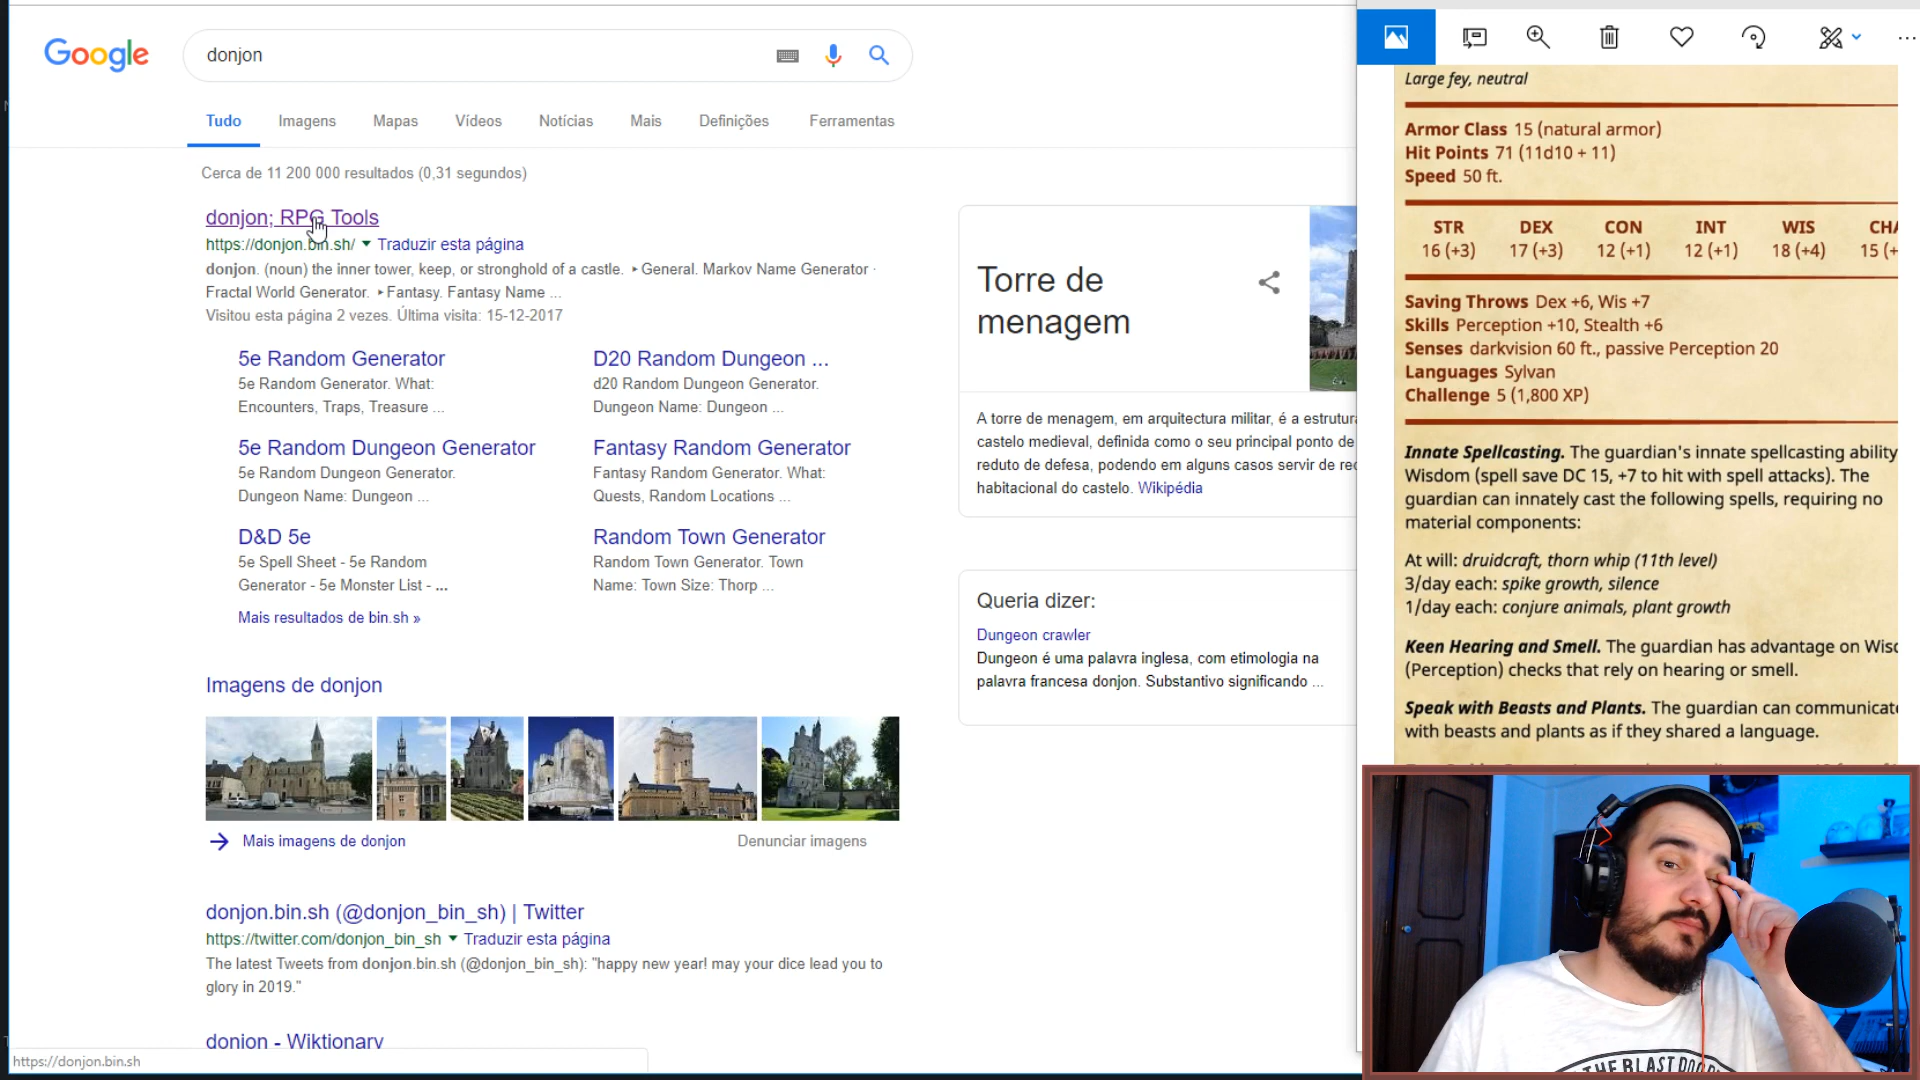 Google
donjon
Tudo Imagens Mapas Vídeos Notícias Mais Definições Ferramentas
Cerca de 11 200 000 resultados (0,31 segundos)
donjon; RPG Tools
https://donjon.bin.sh/ Traduzir esta página
donjon. (noun) the inner tower, keep, or stronghold of a castle. ‣ General. Markov Name Generator ·
Fractal World Generator. ‣ Fantasy. Fantasy Name ...
Visitou esta página 2 vezes. Última visita: 15-12-2017
5e Random Generator
5e Random Generator. What:
Encounters, Traps, Treasure ...
D20 Random Dungeon ...
d20 Random Dungeon Generator.
Dungeon Name: Dungeon ...
5e Random Dungeon Generator
5e Random Dungeon Generator.
Dungeon Name: Dungeon ...
Fantasy Random Generator
Fantasy Random Generator. What:
Quests, Random Locations ...
D&D 5e
5e Spell Sheet - 5e Random
Generator - 5e Monster List - ...
Random Town Generator
Random Town Generator. Town
Name: Town Size: Thorp ...
Mais resultados de bin.sh »
Imagens de donjon
Mais imagens de donjon
Denunciar imagens
donjon.bin.sh (@donjon_bin_sh) | Twitter
https://twitter.com/donjon_bin_sh Traduzir esta página
The latest Tweets from donjon.bin.sh (@donjon_bin_sh): "happy new year! may your dice lead you to
glory in 2019."
donjon - Wiktionary
https://donjon.bin.sh
Torre de
menagem
A torre de menagem, em arquitectura militar, é a estrutura
castelo medieval, definida como o seu principal ponto de
reduto de defesa, podendo em alguns casos servir de rec
habitacional do castelo. Wikipédia
Queria dizer:
Dungeon crawler
Dungeon é uma palavra inglesa, com etimologia na
palavra francesa donjon. Substantivo significando ...
Large fey, neutral
Armor Class 15 (natural armor)
Hit Points 71 (11d10 + 11)
Speed 50 ft.
STR DEX CON INT WIS CHA
16 (+3) 17 (+3) 12 (+1) 12 (+1) 18 (+4) 15 (+
Saving Throws Dex +6, Wis +7
Skills Perception +10, Stealth +6
Senses darkvision 60 ft., passive Perception 20
Languages Sylvan
Challenge 5 (1,800 XP)
Innate Spellcasting. The guardian's innate spellcasting ability
Wisdom (spell save DC 15, +7 to hit with spell attacks). The
guardian can innately cast the following spells, requiring no
material components:
At will: druidcraft, thorn whip (11th level)
3/day each: spike growth, silence
1/day each: conjure animals, plant growth
Keen Hearing and Smell. The guardian has advantage on Wisd
(Perception) checks that rely on hearing or smell.
Speak with Beasts and Plants. The guardian can communicate
with beasts and plants as if they shared a language.
THE BLAST DOO